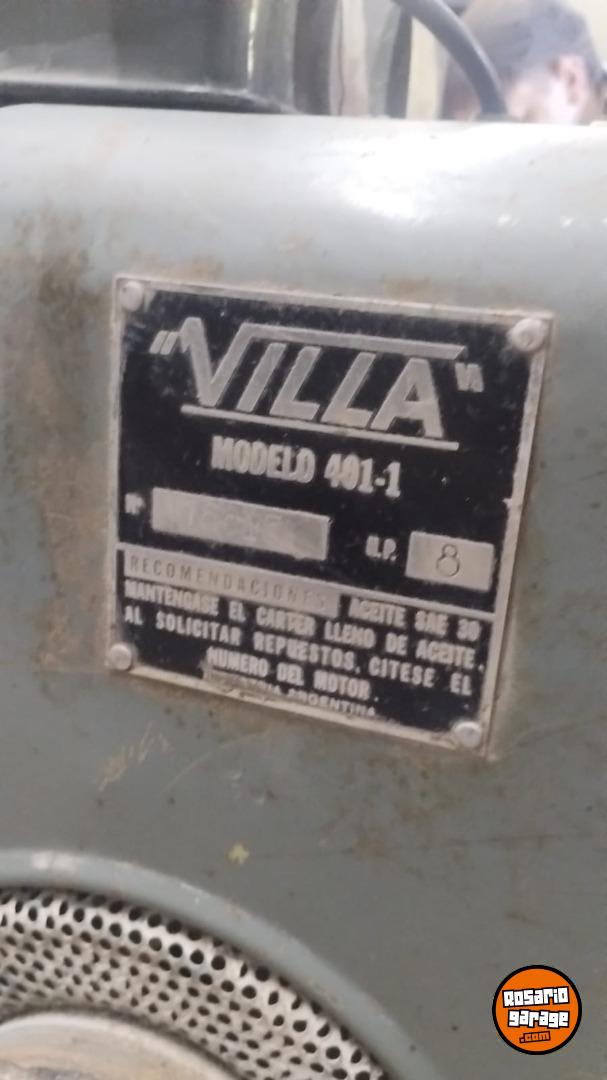 "VILLA"
MODELO 401-1
Nº H.P. 8
RECOMENDACIONES ACEITE SAE 30
MANTENGASE EL CARTER LLENO DE ACEITE.
AL SOLICITAR REPUESTOS, CITESE EL
NUMERO DEL MOTOR
INDUSTRIA ARGENTINA
Rosario
garage
.com